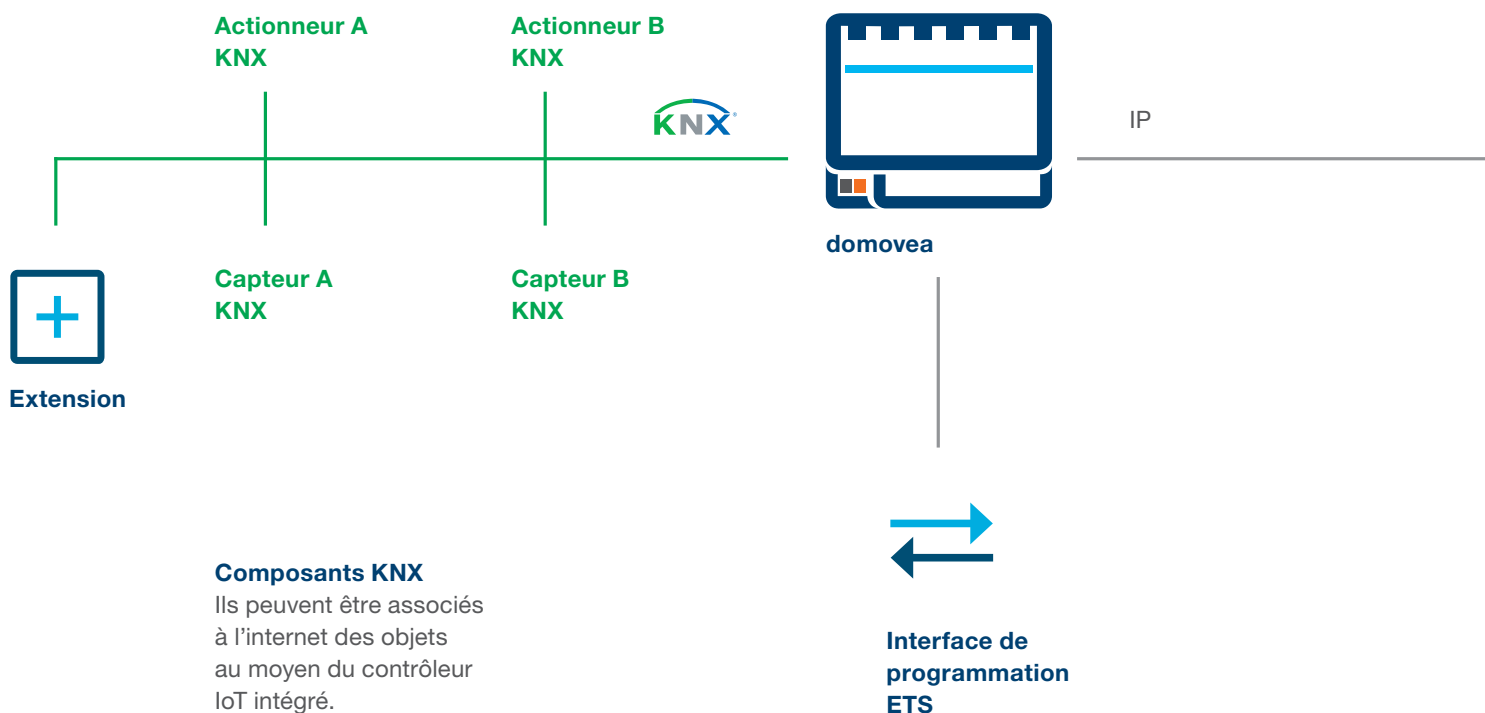 Actionneur A
KNX
Actionneur B
KNX
KNX®
IP
domovea
Capteur A
KNX
Capteur B
KNX
Extension
Composants KNX
Ils peuvent être associés
à l’internet des objets
au moyen du contrôleur
IoT intégré.
Interface de
programmation
ETS